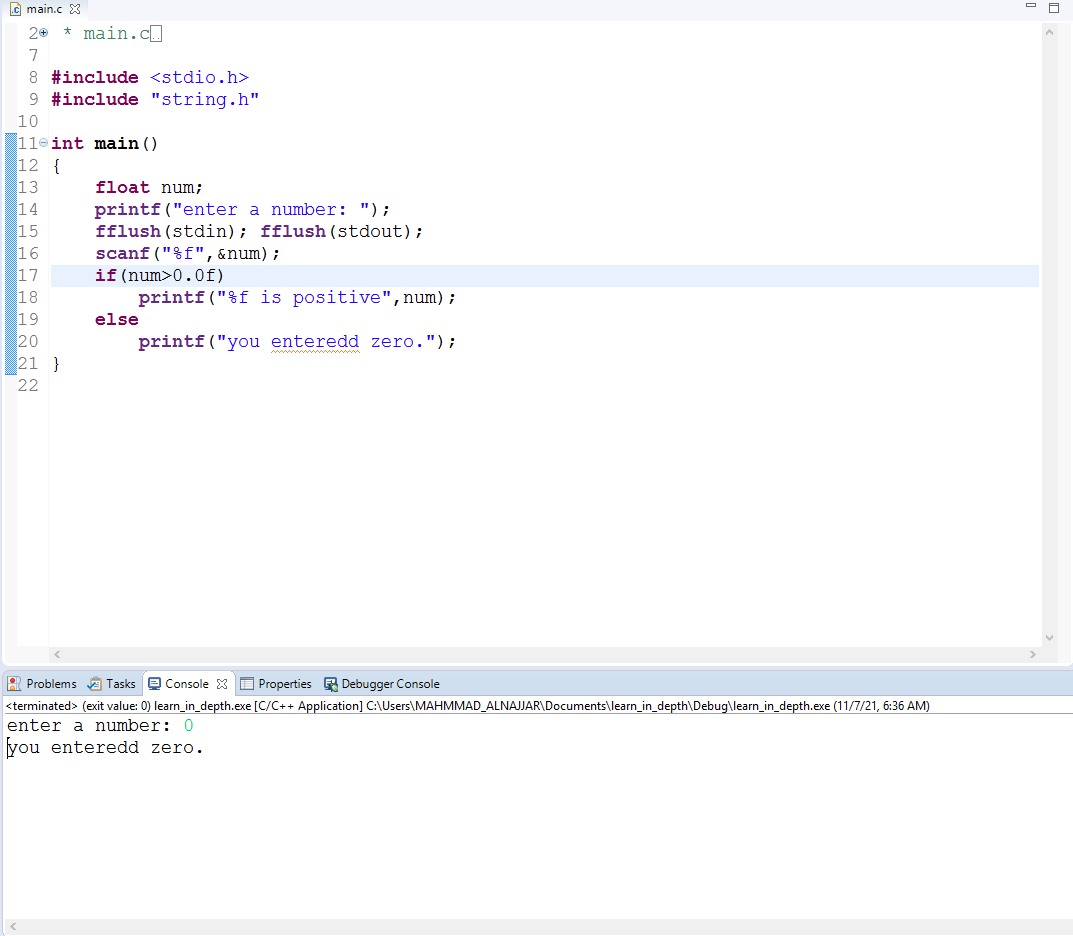 main.c
2 * main.c
7
8 #include <stdio.h>
9 #include "string.h"
10
11 int main()
12 {
13     float num;
14     printf("enter a number: ");
15     fflush(stdin); fflush(stdout);
16     scanf("%f",&num);
17     if(num>0.0f)
18         printf("%f is positive",num);
19     else
20         printf("you enteredd zero.");
21 }
22
Problems Tasks Console Properties Debugger Console
<terminated> (exit value: 0) learn_in_depth.exe [C/C++ Application] C:\Users\MAHMMAD_ALNAJJAR\Documents\learn_in_depth\Debug\learn_in_depth.exe (11/7/21, 6:36 AM)
enter a number: 0
you enteredd zero.